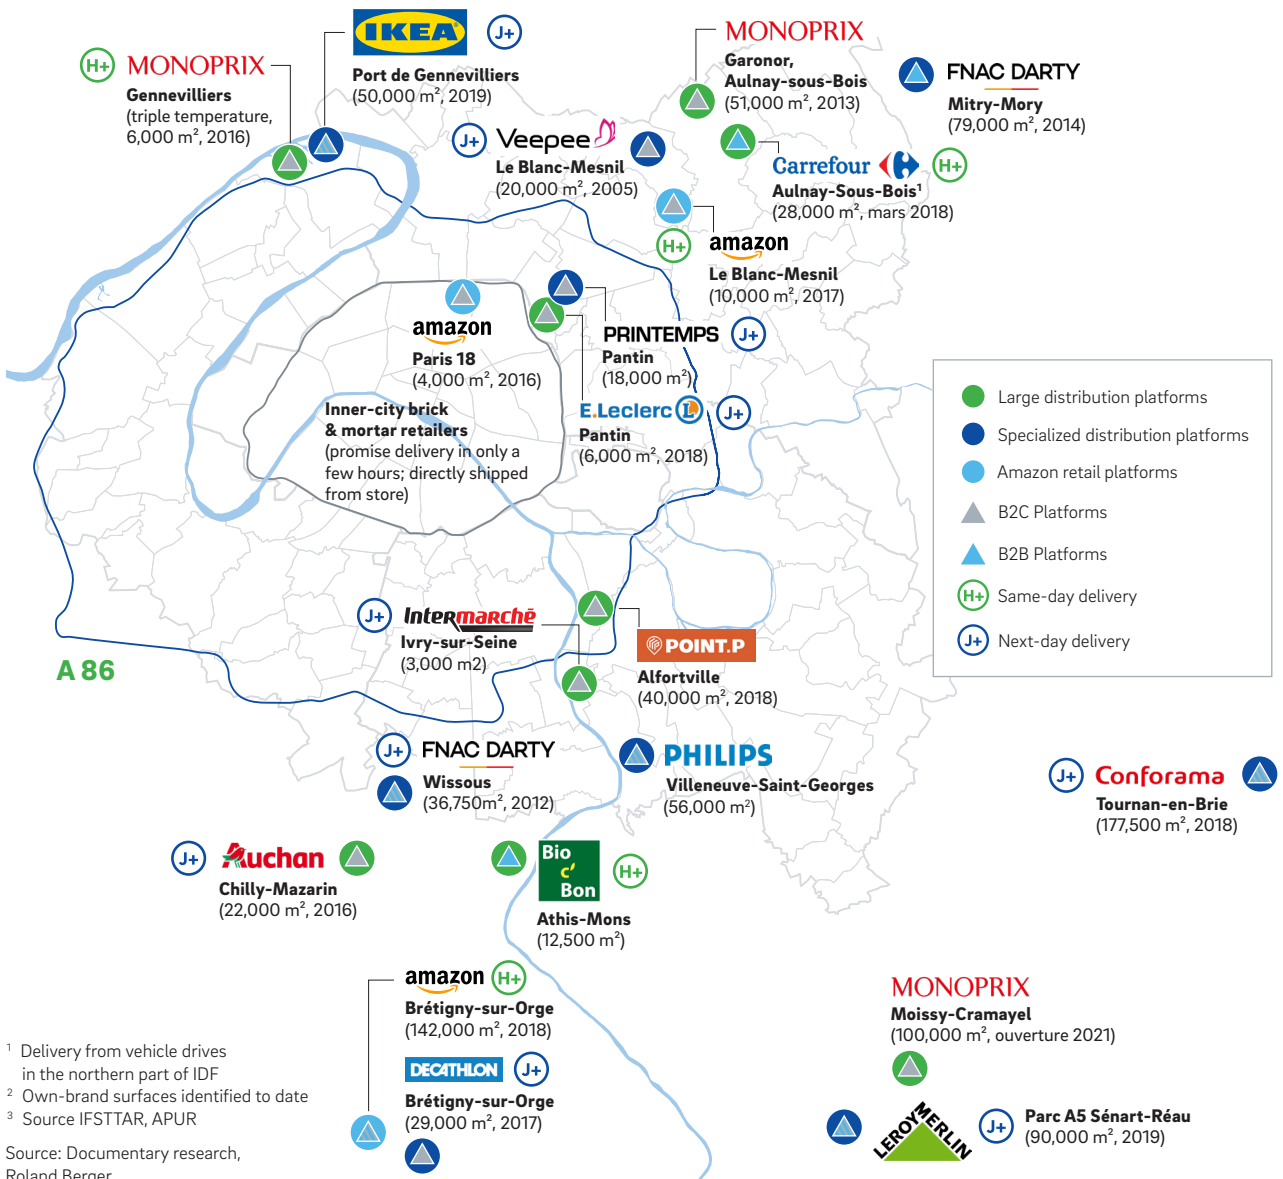 IKEA
J+
Port de Gennevilliers
(50,000 m², 2019)
H+
MONOPRIX
Gennevilliers
(triple temperature,
6,000 m², 2016)
MONOPRIX
Garonor,
Aulnay-sous-Bois
(51,000 m², 2013)
FNAC DARTY
Mitry-Mory
(79,000 m², 2014)
J+
Veepee
Le Blanc-Mesnil
(20,000 m², 2005)
Carrefour
H+
Aulnay-Sous-Bois¹
(28,000 m², mars 2018)
H+
amazon
Le Blanc-Mesnil
(10,000 m², 2017)
amazon
Paris 18
(4,000 m², 2016)
PRINTEMPS
J+
Pantin
(18,000 m²)
E.Leclerc L
J+
Pantin
(6,000 m², 2018)
Inner-city brick
& mortar retailers
(promise delivery in only a
few hours; directly shipped
from store)
Large distribution platforms
Specialized distribution platforms
Amazon retail platforms
B2C Platforms
B2B Platforms
H+ Same-day delivery
J+ Next-day delivery
J+
Intermarchē
Ivry-sur-Seine
(3,000 m2)
A 86
POINT.P
Alfortville
(40,000 m², 2018)
J+
FNAC DARTY
Wissous
(36,750m², 2012)
PHILIPS
Villeneuve-Saint-Georges
(56,000 m²)
J+
Conforama
Tournan-en-Brie
(177,500 m², 2018)
J+
Auchan
Chilly-Mazarin
(22,000 m², 2016)
Bio
c'
Bon
H+
Athis-Mons
(12,500 m²)
amazon
H+
Brétigny-sur-Orge
(142,000 m², 2018)
DECATHLON
J+
Brétigny-sur-Orge
(29,000 m², 2017)
MONOPRIX
Moissy-Cramayel
(100,000 m², ouverture 2021)
LEROY MERLIN
J+
Parc A5 Sénart-Réau
(90,000 m², 2019)
¹ Delivery from vehicle drives
in the northern part of IDF
² Own-brand surfaces identified to date
³ Source IFSTTAR, APUR
Source: Documentary research,
Roland Berger